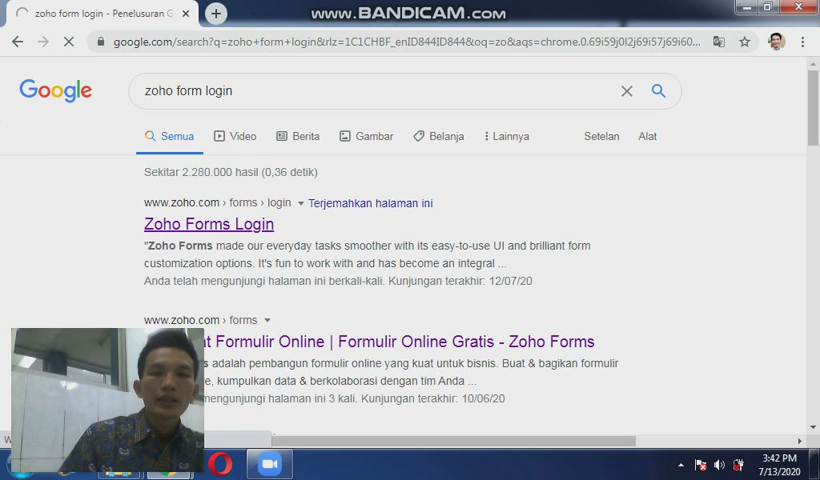 zoho form login - Penelusuran G
WWW.BANDICAM.COM
google.com/search?q=zoho+form+login&rlz=1C1CHBF_enID844ID844&oq=zo&aqs=chrome.0.69i59j0l2j69i57j69i60...
Google
zoho form login
Semua Video Berita Gambar Belanja Lainnya Setelan Alat
Sekitar 2.280.000 hasil (0,36 detik)
www.zoho.com › forms › login Terjemahkan halaman ini
Zoho Forms Login
"Zoho Forms made our everyday tasks smoother with its easy-to-use UI and brilliant form
customization options. It's fun to work with and has become an integral ...
Anda telah mengunjungi halaman ini berkali-kali. Kunjungan terakhir: 12/07/20
www.zoho.com › forms
Formulir Online | Formulir Online Gratis - Zoho Forms
adalah pembangun formulir online yang kuat untuk bisnis. Buat & bagikan formulir
kumpulkan data & berkolaborasi dengan tim Anda ...
mengunjungi halaman ini 3 kali. Kunjungan terakhir: 10/06/20
3:42 PM
7/13/2020